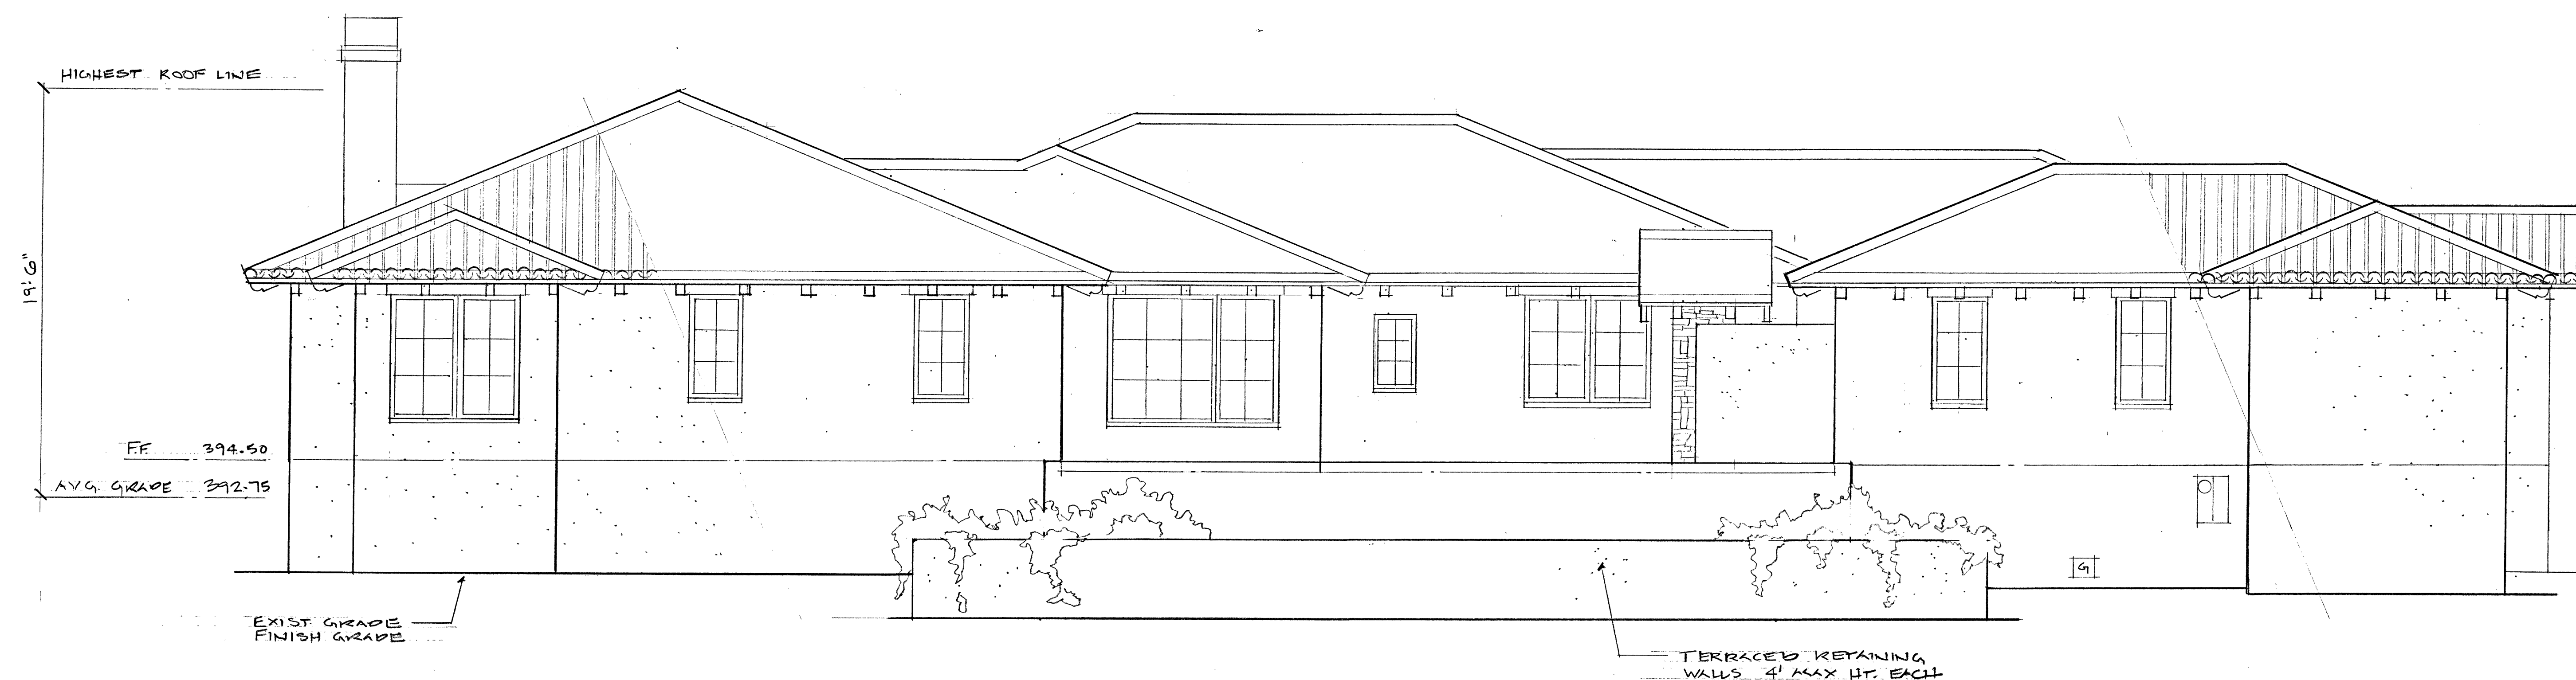 HIGHEST ROOF LINE
19'-6"
F.F. 394.50
AVG. GRADE 392.75
EXIST GRADE
FINISH GRADE
G
TERRACED RETAINING
WALLS 4' MAX HT. EACH